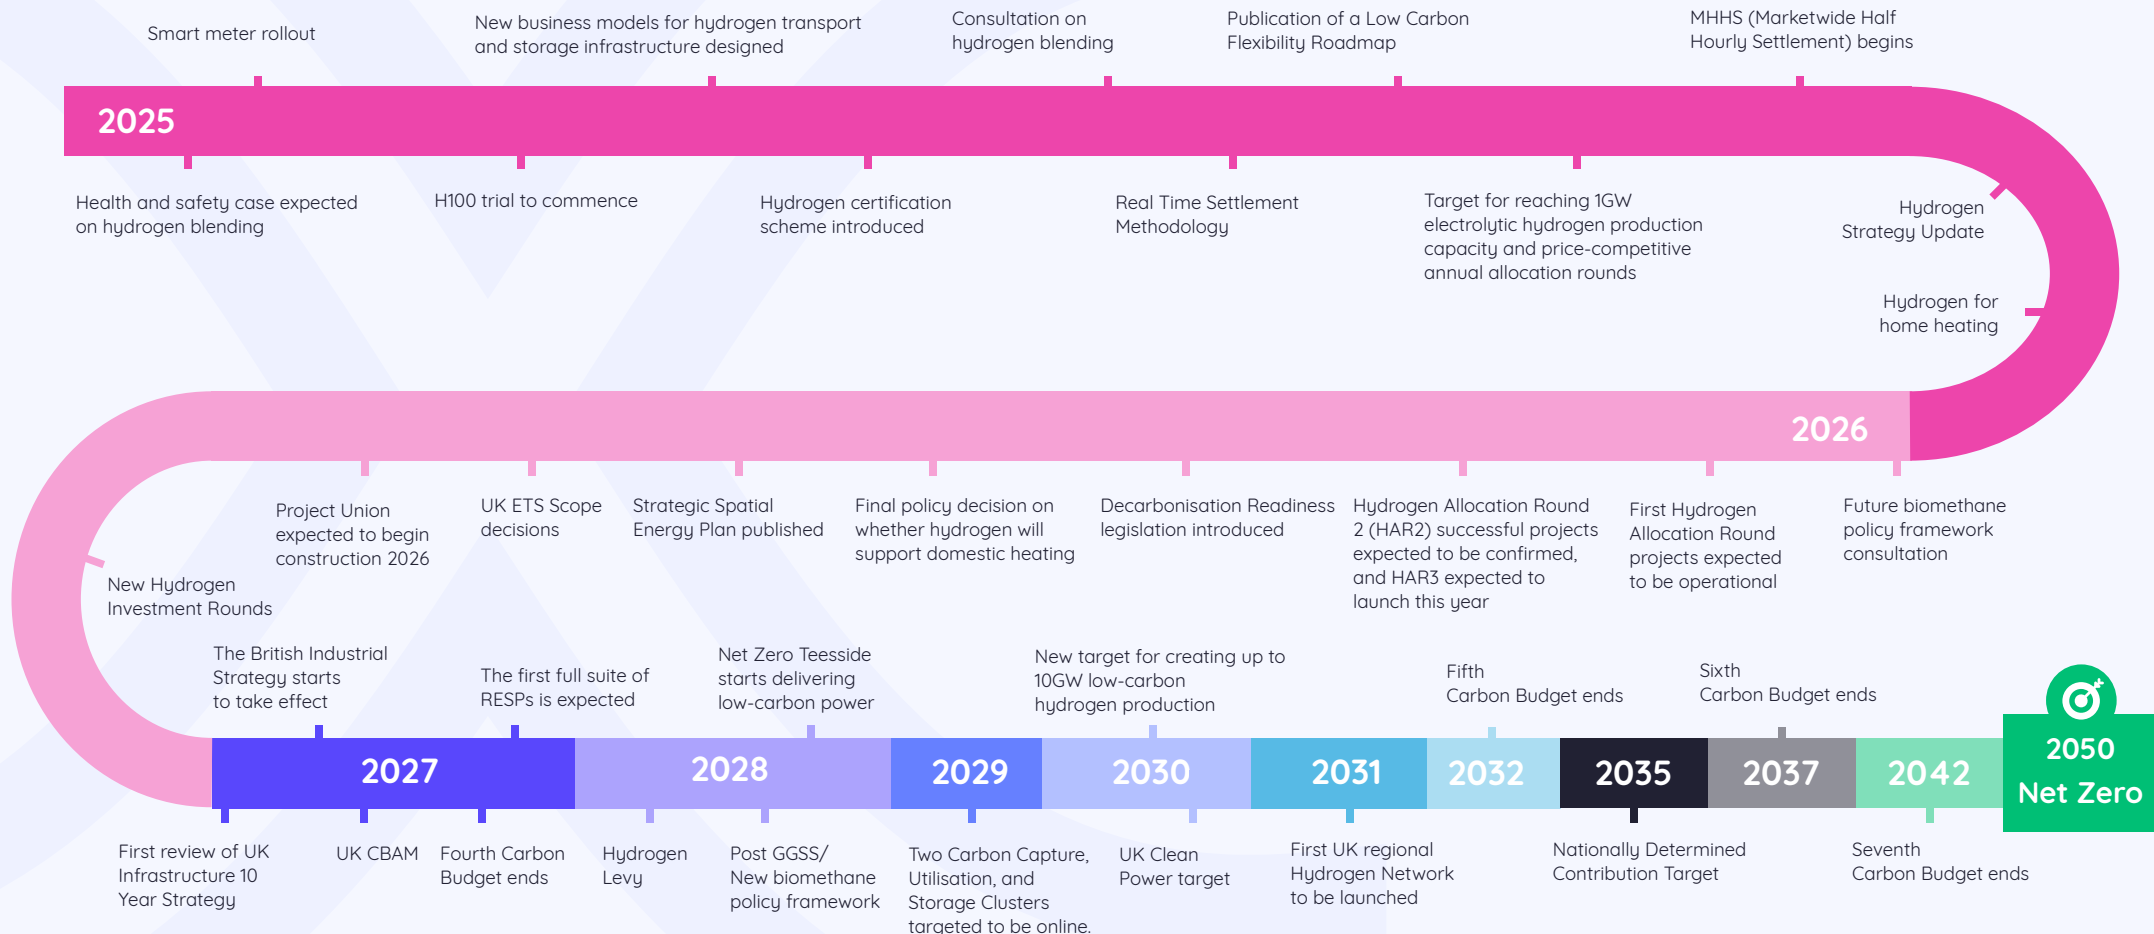 Smart meter rollout
New business models for hydrogen transport
and storage infrastructure designed
Consultation on
hydrogen blending
Publication of a Low Carbon
Flexibility Roadmap
MHHS (Marketwide Half
Hourly Settlement) begins
2025
Health and safety case expected
on hydrogen blending
H100 trial to commence
Hydrogen certification
scheme introduced
Real Time Settlement
Methodology
Target for reaching 1GW
electrolytic hydrogen production
capacity and price-competitive
annual allocation rounds
Hydrogen
Strategy Update
Hydrogen for
home heating
2026
Future biomethane
policy framework
consultation
First Hydrogen
Allocation Round
projects expected
to be operational
Hydrogen Allocation Round
2 (HAR2) successful projects
expected to be confirmed,
and HAR3 expected to
launch this year
Decarbonisation Readiness
legislation introduced
Final policy decision on
whether hydrogen will
support domestic heating
Strategic Spatial
Energy Plan published
UK ETS Scope
decisions
Project Union
expected to begin
construction 2026
New Hydrogen
Investment Rounds
The British Industrial
Strategy starts
to take effect
The first full suite of
RESPs is expected
Net Zero Teesside
starts delivering
low-carbon power
New target for creating up to
10GW low-carbon
hydrogen production
Fifth
Carbon Budget ends
Sixth
Carbon Budget ends
2027
2028
2029
2030
2031
2032
2035
2037
2042
2050
Net Zero
First review of UK
Infrastructure 10
Year Strategy
UK CBAM
Fourth Carbon
Budget ends
Hydrogen
Levy
Post GGSS/
New biomethane
policy framework
Two Carbon Capture,
Utilisation, and
Storage Clusters
targeted to be online.
UK Clean
Power target
First UK regional
Hydrogen Network
to be launched
Nationally Determined
Contribution Target
Seventh
Carbon Budget ends